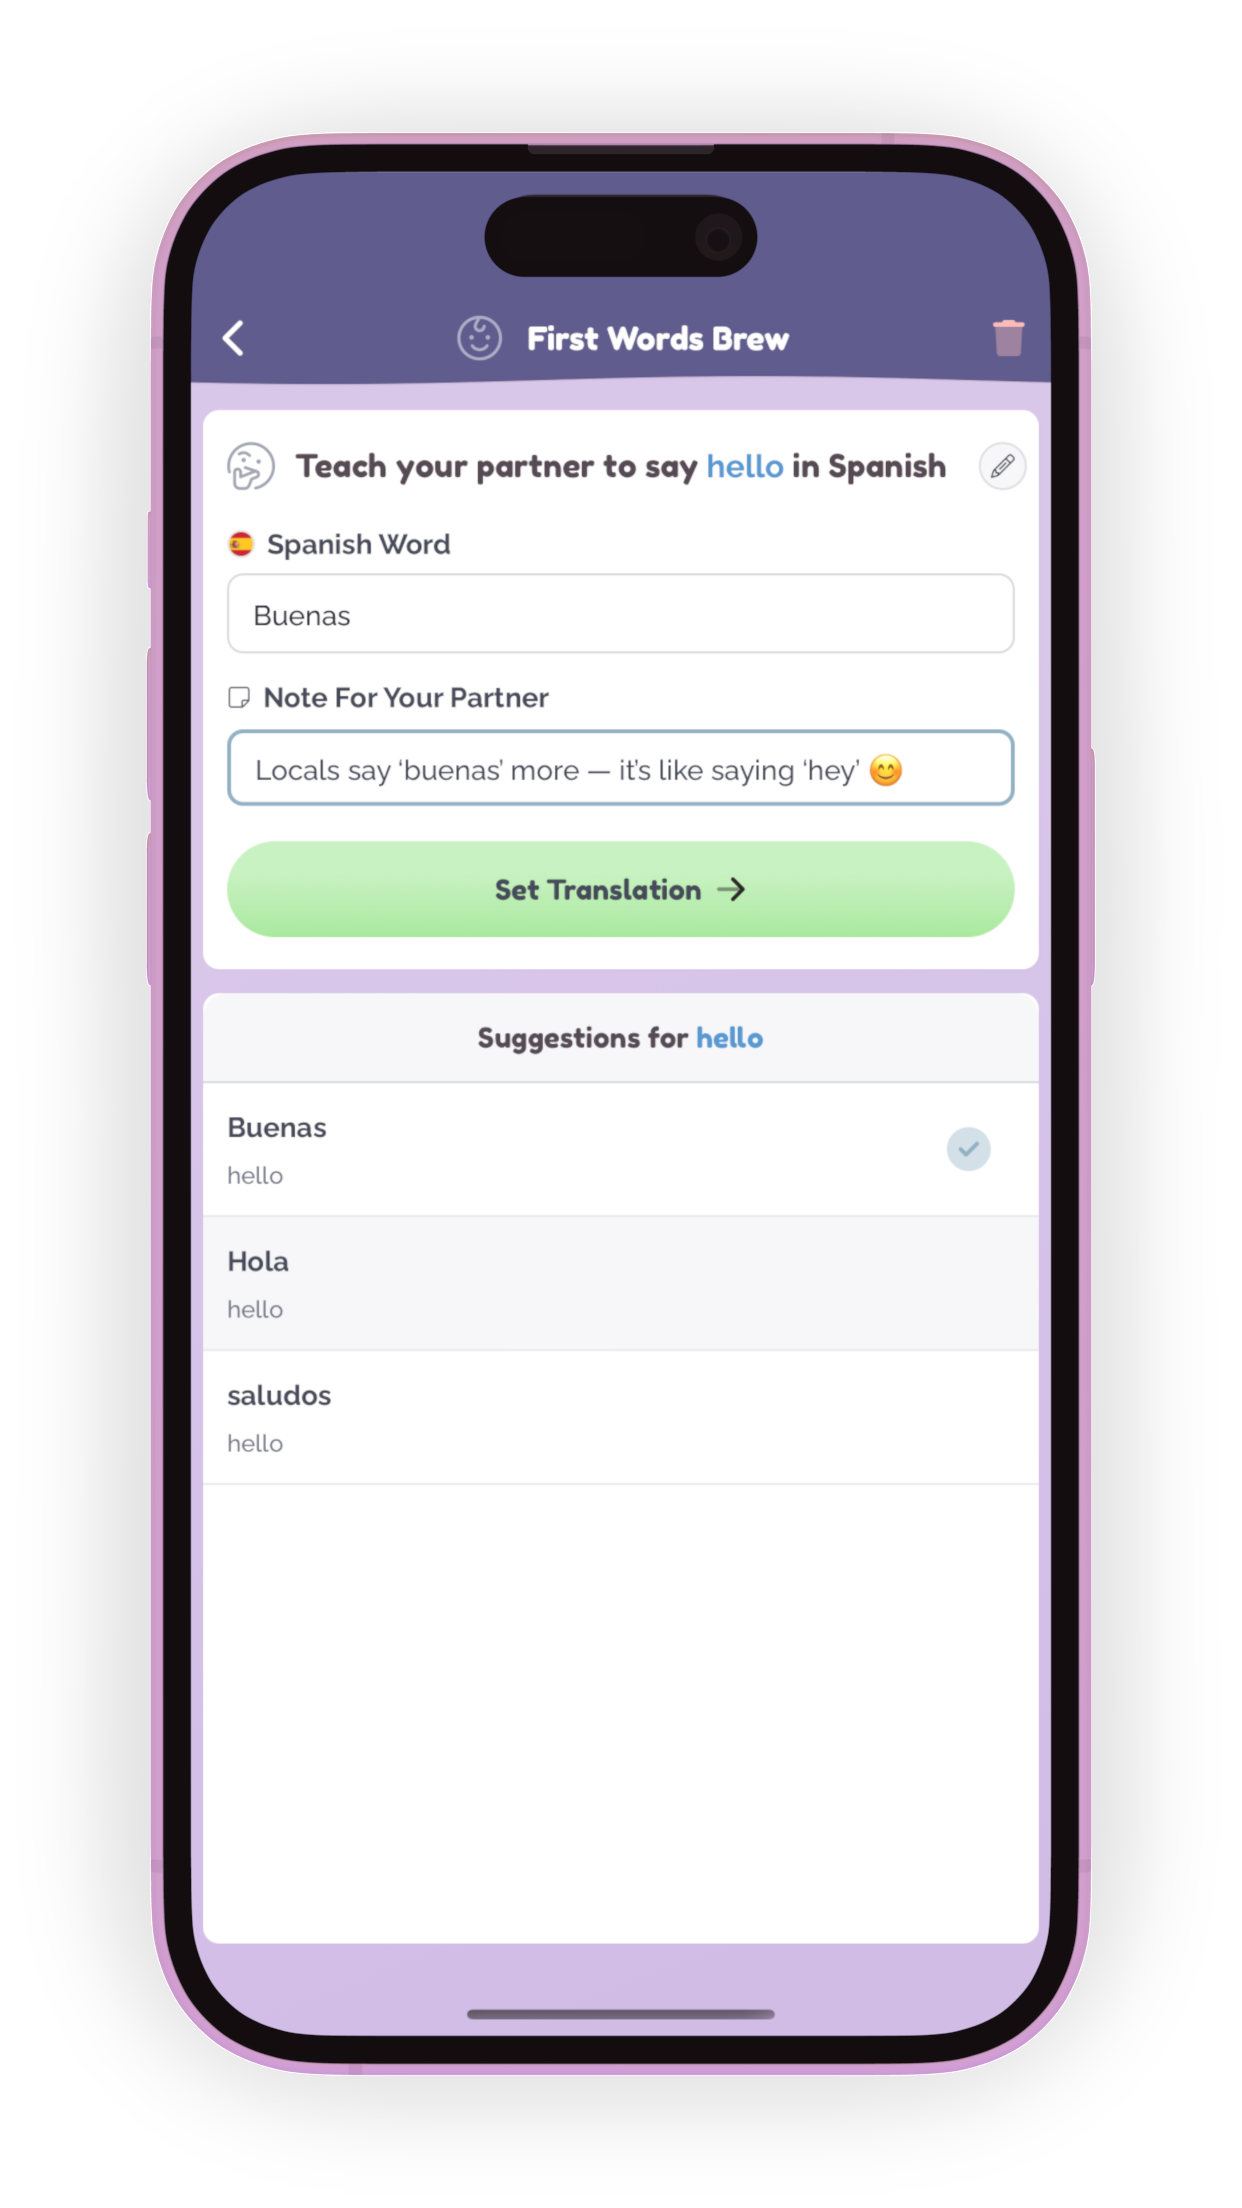 First Words Brew
Teach your partner to say hello in Spanish
Spanish Word
Buenas
Note For Your Partner
Locals say ‘buenas’ more — it’s like saying ‘hey’ 😊
Set Translation →
Suggestions for hello
Buenas
hello
Hola
hello
saludos
hello